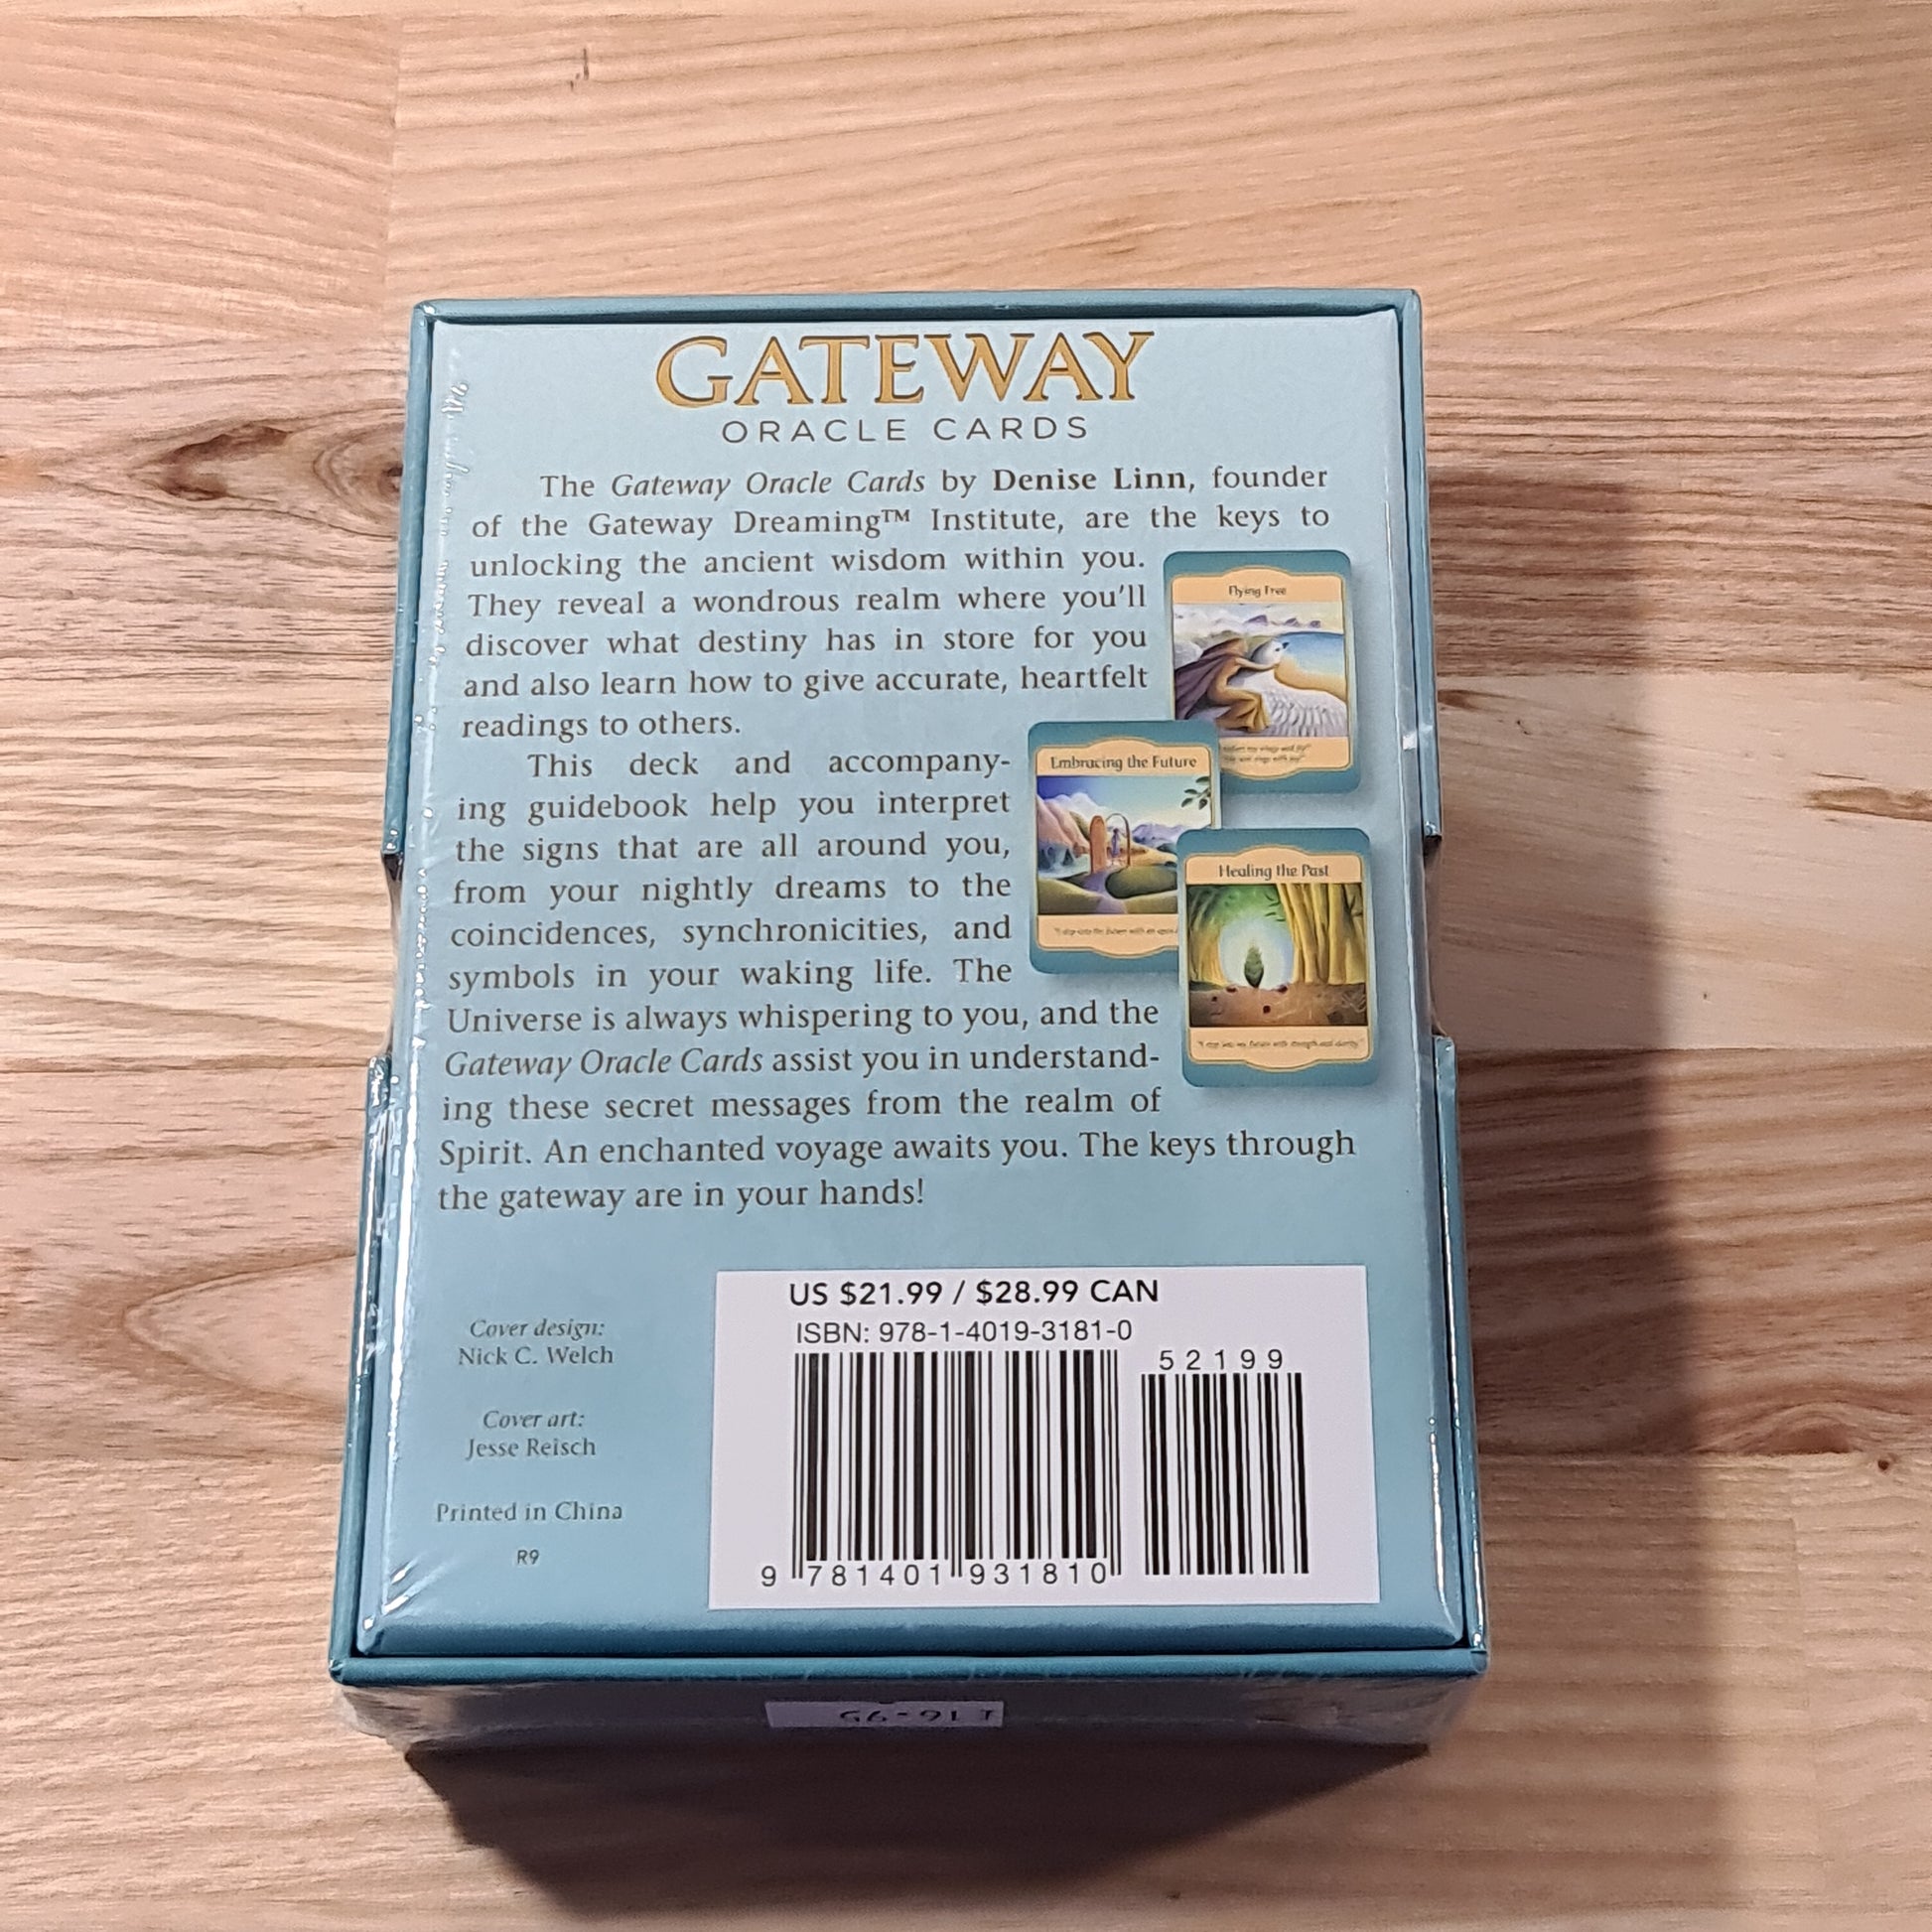 GATEWAY
ORACLE CARDS
The Gateway Oracle Cards by Denise Linn, founder
of the Gateway Dreaming™ Institute, are the keys to
unlocking the ancient wisdom within you.
They reveal a wondrous realm where you'll
discover what destiny has in store for you
and also learn how to give accurate, heartfelt
readings to others.
This deck and accompany-
ing guidebook help you interpret
the signs that are all around you,
from your nightly dreams to the
coincidences, synchronicities, and
symbols in your waking life. The
Universe is always whispering to you, and the
Gateway Oracle Cards assist you in understand-
ing these secret messages from the realm of
Spirit. An enchanted voyage awaits you. The keys through
the gateway are in your hands!
Flying Free
Embracing the Future
Healing the Past
"I step into my future with strength and clarity."
Cover design:
Nick C. Welch
Cover art:
Jesse Reisch
Printed in China
R9
US $21.99 / $28.99 CAN
ISBN: 978-1-4019-3181-0
52199
9 781401 931810